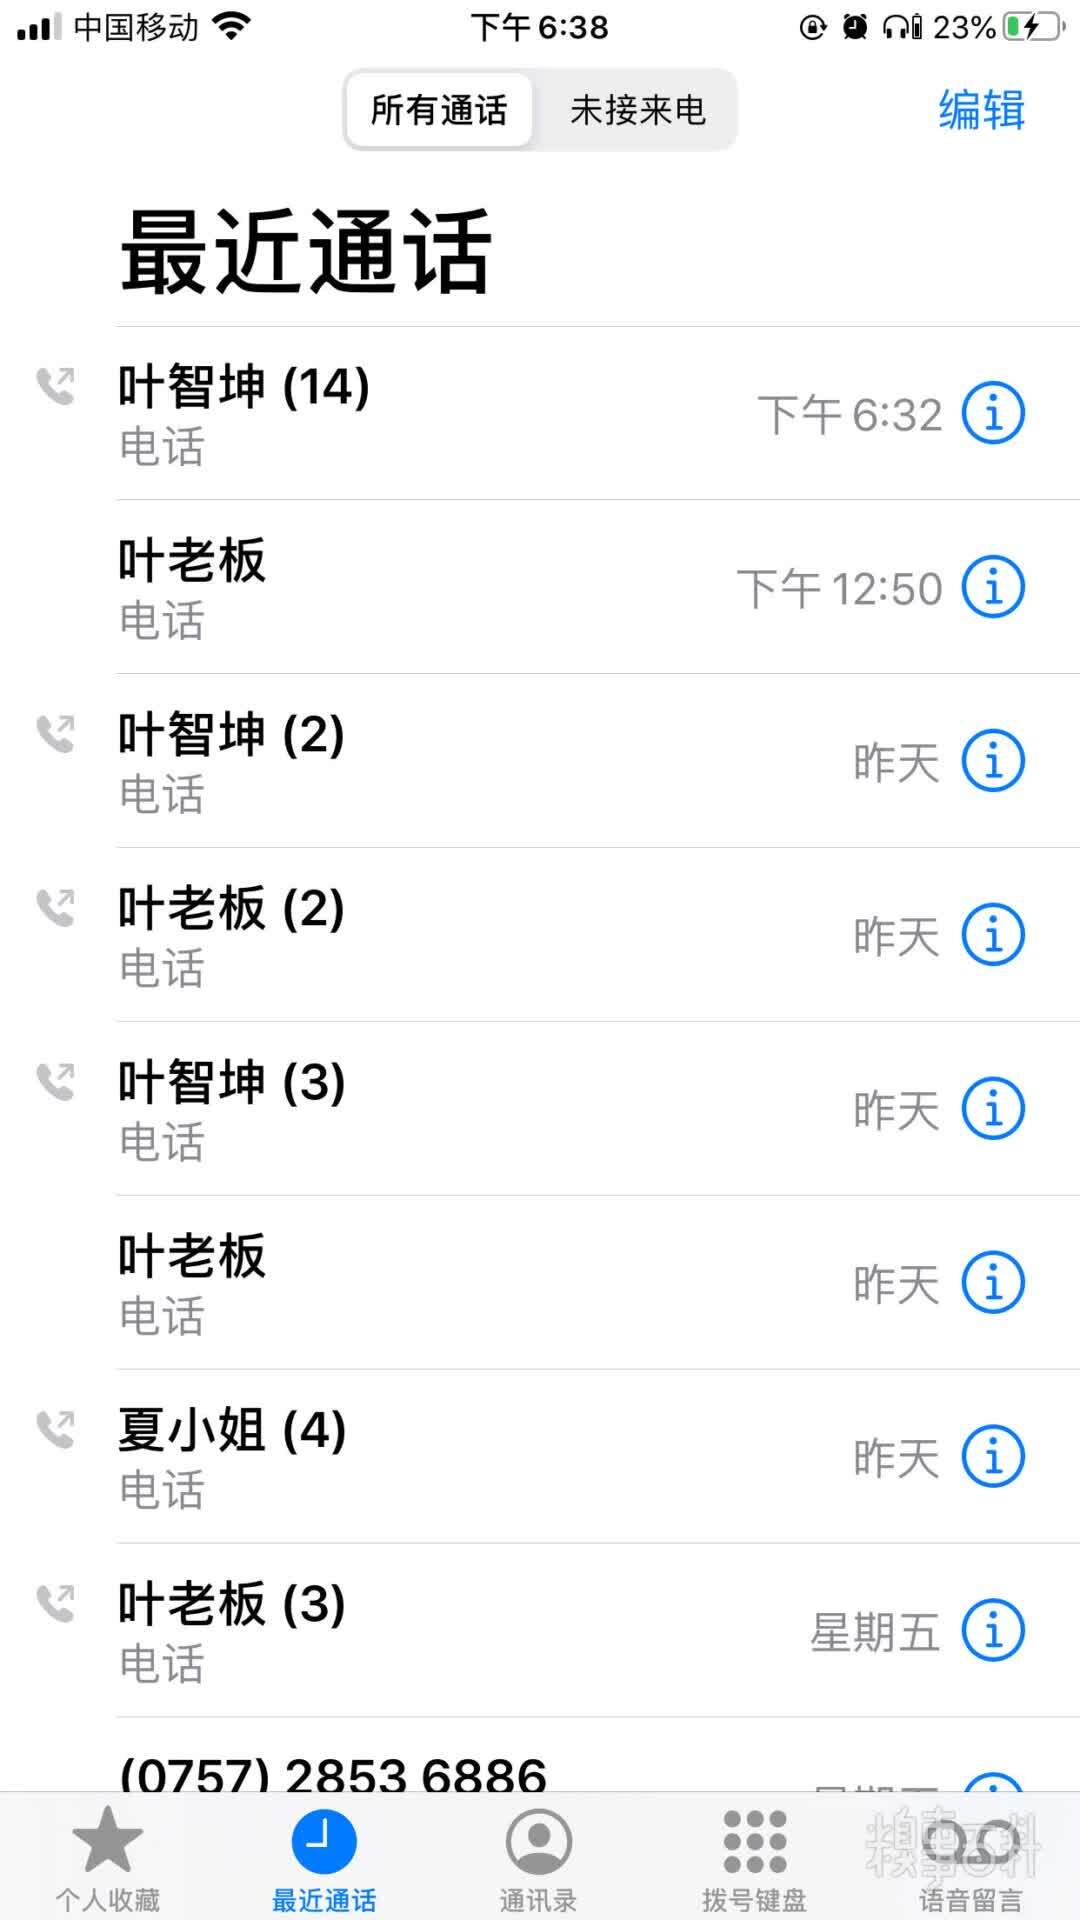 中国移动 下午 6:38 23%
所有通话 未接来电 编辑
最近通话
叶智坤 (14)
电话
下午 6:32
叶老板
电话
下午 12:50
叶智坤 (2)
电话
昨天
叶老板 (2)
电话
昨天
叶智坤 (3)
电话
昨天
叶老板
电话
昨天
夏小姐 (4)
电话
昨天
叶老板 (3)
电话
星期五
(0757) 2853 6886
个人收藏 最近通话 通讯录 拨号键盘 语音留言
糗事百科